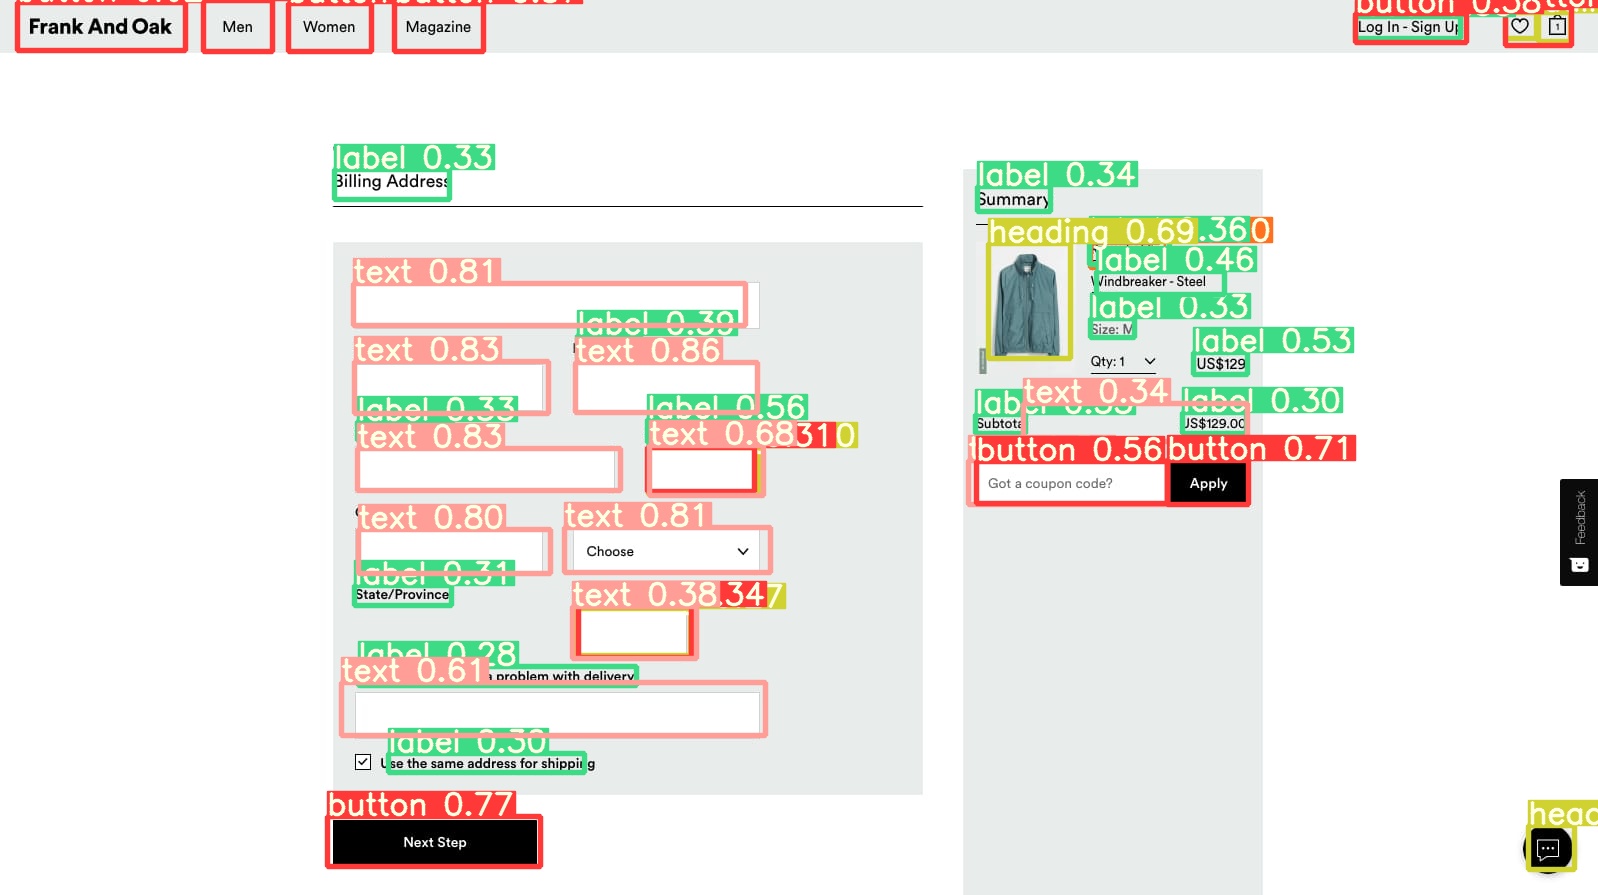 Frank And Oak
Men
Women
Magazine
button 0.58
Log In - Sign Up
1
label 0.33
Billing Address
label 0.34
Summary
heading 0.69
.36
0
label 0.46
Windbreaker - Steel
label 0.33
Size: M
Qty: 1
label 0.53
US$129
text 0.81
label 0.39
text 0.83
text 0.86
label 0.33
text 0.83
label 0.56
text 0.68
31
0
text 0.34
label 0.30
Subtotal
US$129.00
button 0.56
button 0.71
Got a coupon code?
Apply
text 0.80
text 0.81
Choose
label 0.31
State/Province
text 0.38
.34
7
label 0.28
text 0.61
a problem with delivery
label 0.30
Use the same address for shipping
button 0.77
Next Step
Feedback
head